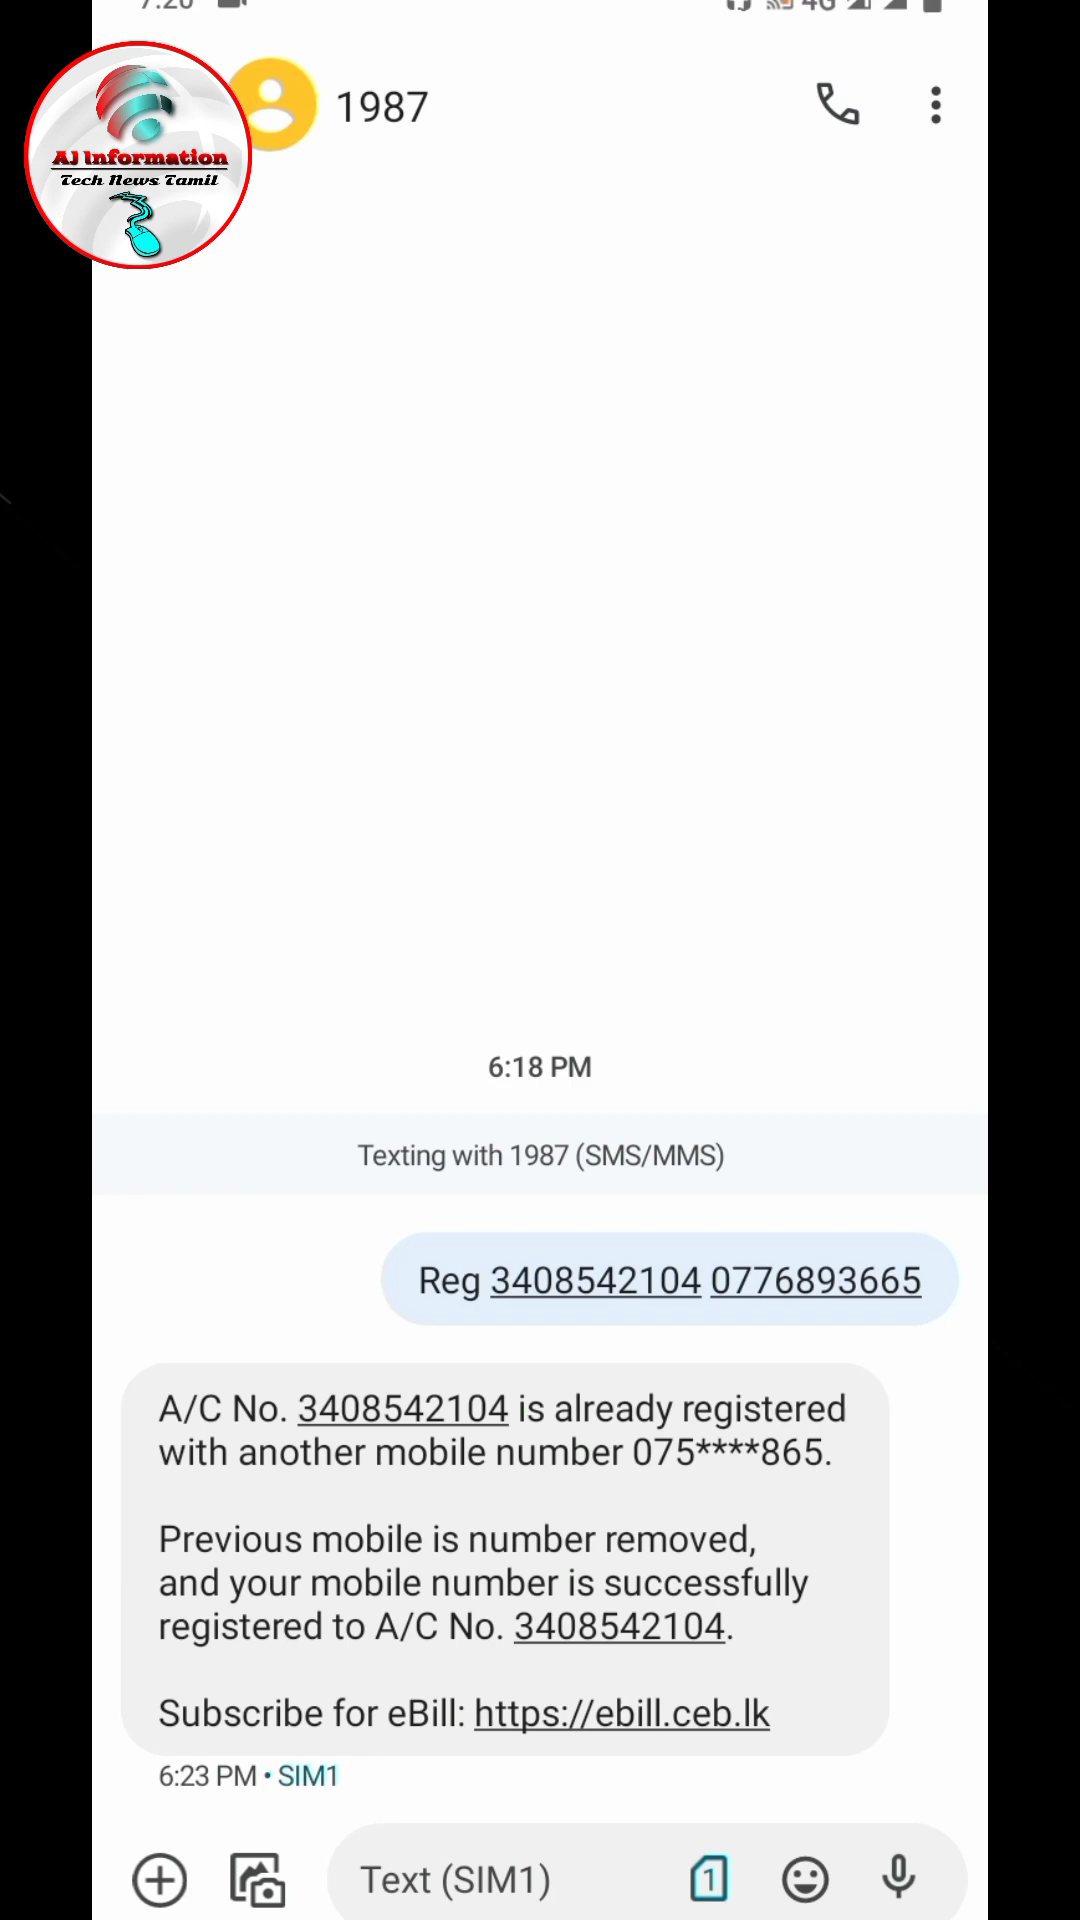 7:20
4G
AJ Information
Tech News Tamil
1987
6:18 PM
Texting with 1987 (SMS/MMS)
Reg 3408542104 0776893665
A/C No. 3408542104 is already registered
with another mobile number 075****865.
Previous mobile is number removed,
and your mobile number is successfully
registered to A/C No. 3408542104.
Subscribe for eBill: https://ebill.ceb.lk
6:23 PM • SIM1
Text (SIM1)
1